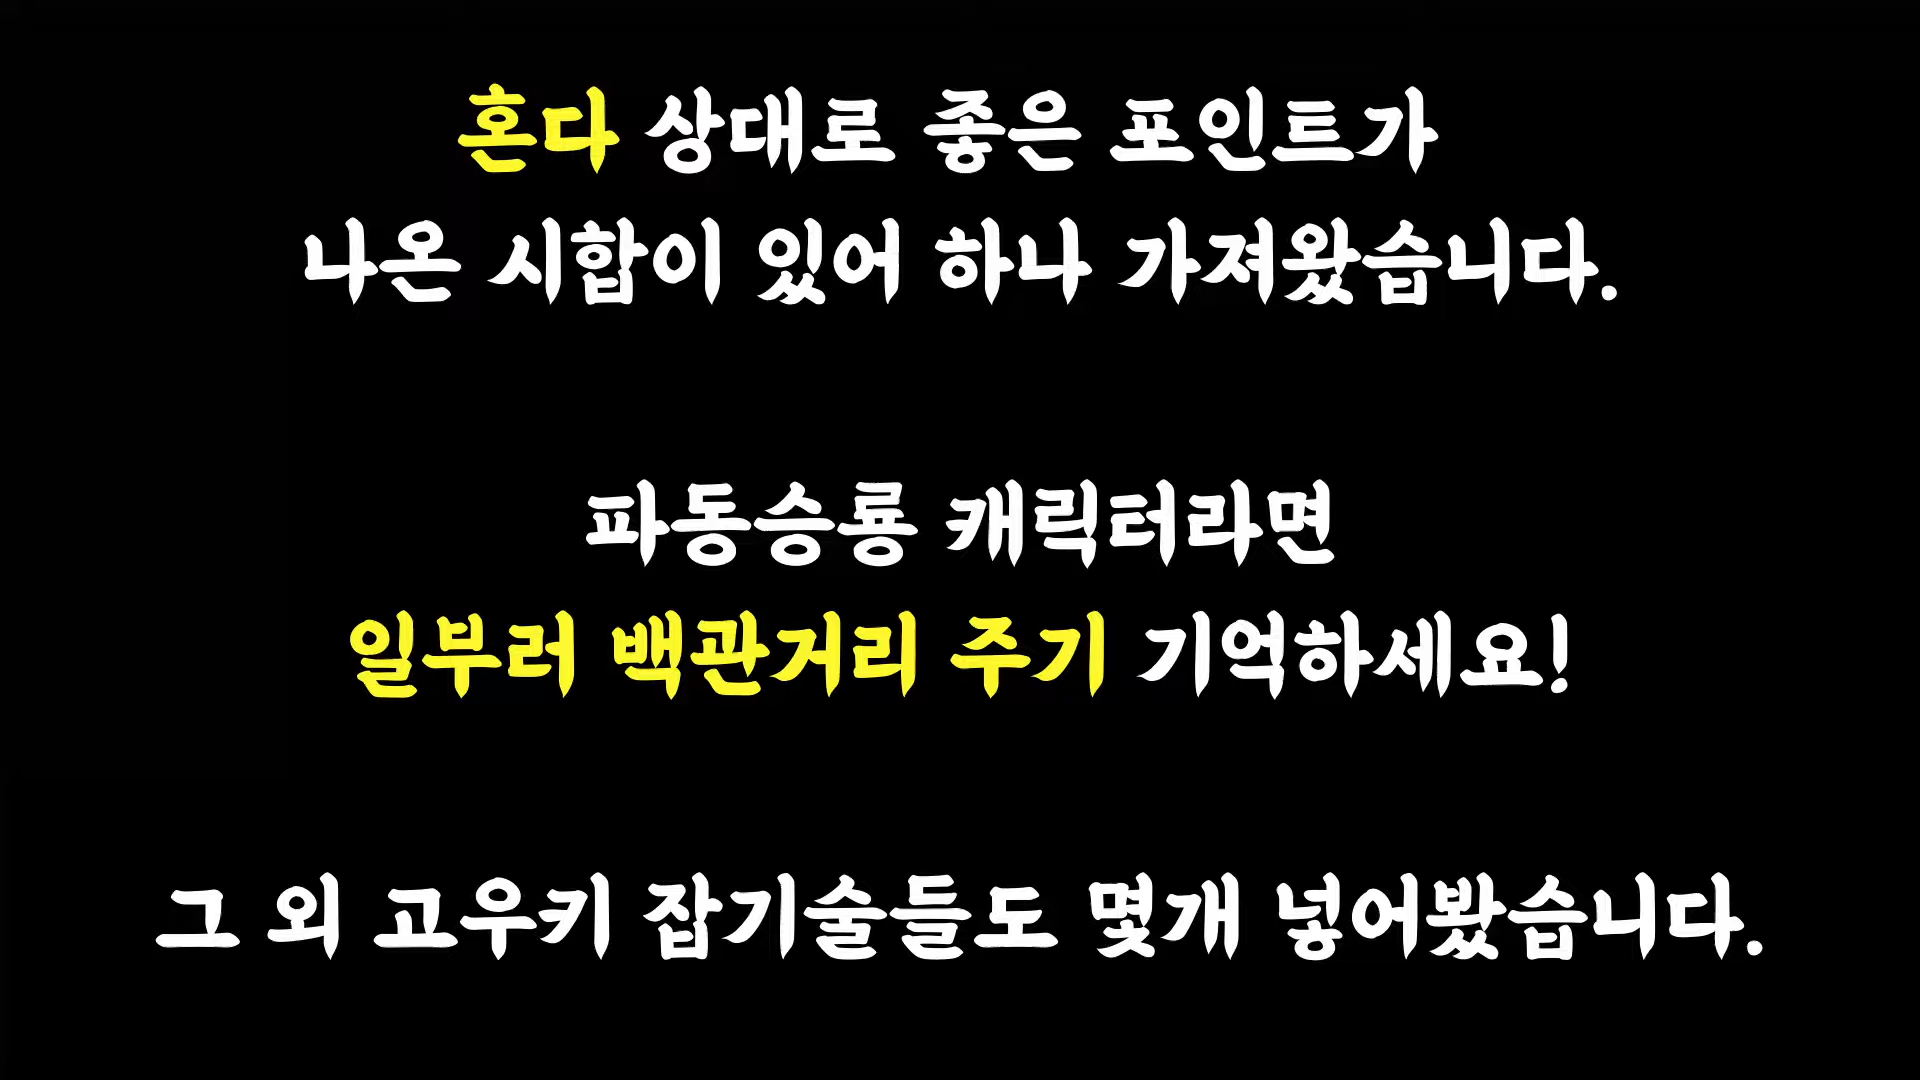 혼다 상대로 좋은 포인트가
나온 시합이 있어 하나 가져왔습니다.
파동승룡 캐릭터라면
일부러 백관거리 주기 기억하세요!
그 외 고우키 잡기술들도 몇개 넣어봤습니다.